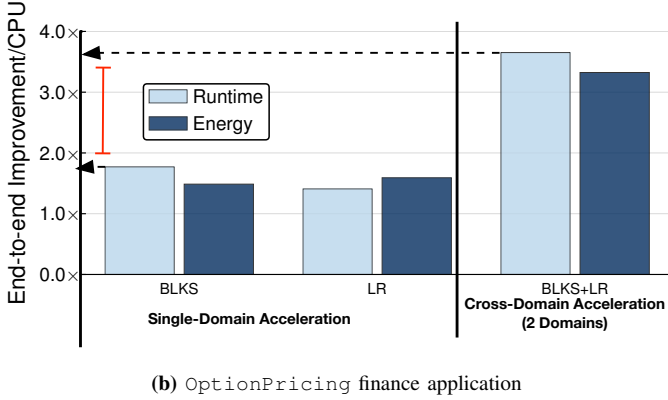 End-to-end Improvement/CPU
4.0×
3.0×
2.0×
1.0×
0.0×
Runtime
Energy
BLKS
LR
BLKS+LR
Single-Domain Acceleration
Cross-Domain Acceleration
(2 Domains)
(b) OptionPricing finance application